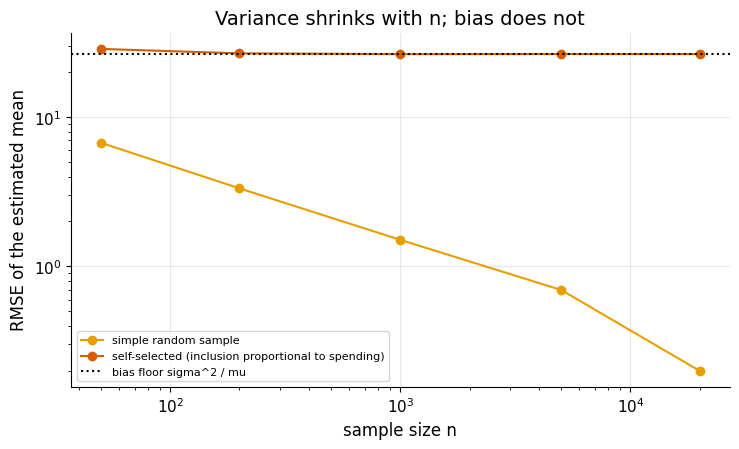 Variance shrinks with n; bias does not
RMSE of the estimated mean
10^1
10^0
simple random sample
self-selected (inclusion proportional to spending)
bias floor sigma^2 / mu
10^2
10^3
10^4
sample size n